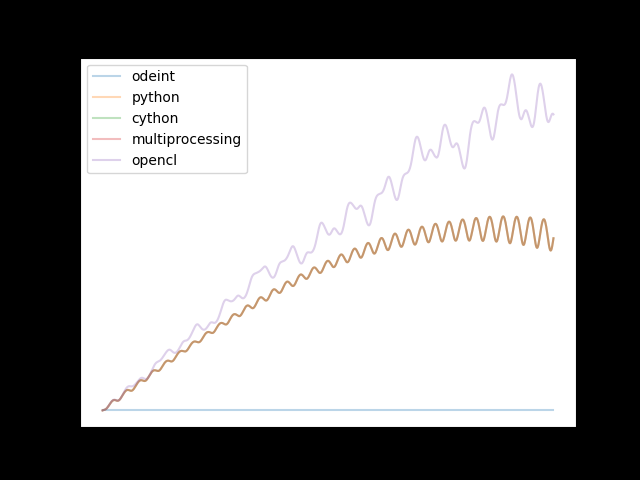 odeint
python
cython
multiprocessing
opencl